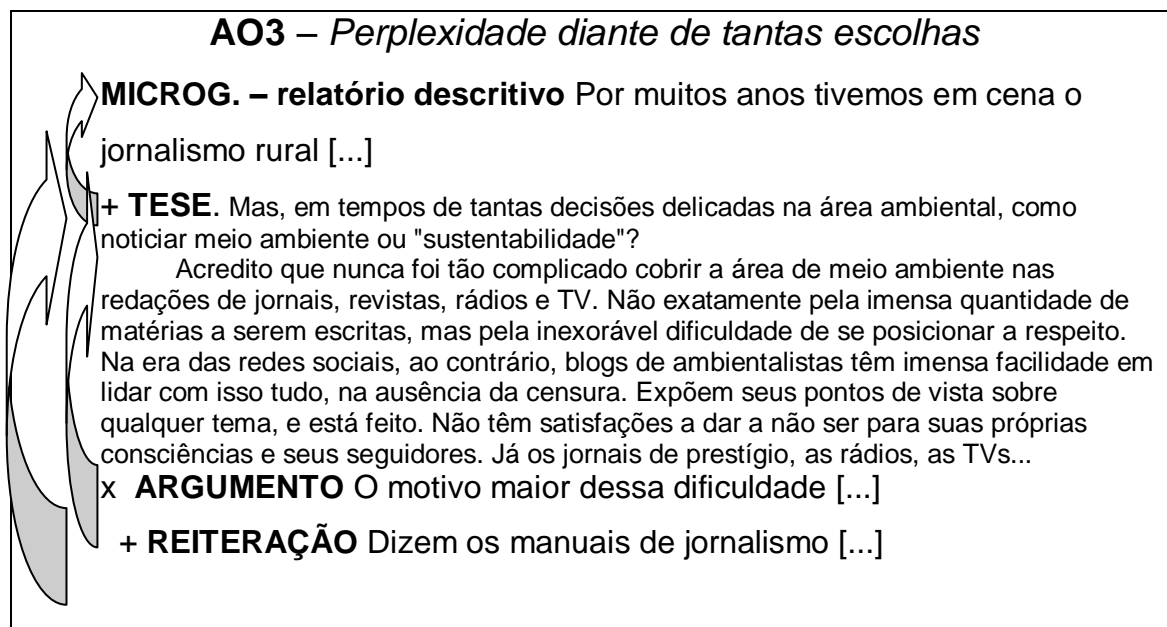 AO3 – Perplexidade diante de tantas escolhas
MICROG. – relatório descritivo Por muitos anos tivemos em cena o
jornalismo rural [...]
+ TESE. Mas, em tempos de tantas decisões delicadas na área ambiental, como
noticiar meio ambiente ou "sustentabilidade"?
Acredito que nunca foi tão complicado cobrir a área de meio ambiente nas
redações de jornais, revistas, rádios e TV. Não exatamente pela imensa quantidade de
matérias a serem escritas, mas pela inexorável dificuldade de se posicionar a respeito.
Na era das redes sociais, ao contrário, blogs de ambientalistas têm imensa facilidade em
lidar com isso tudo, na ausência da censura. Expõem seus pontos de vista sobre
qualquer tema, e está feito. Não têm satisfações a dar a não ser para suas próprias
consciências e seus seguidores. Já os jornais de prestígio, as rádios, as TVs...
x ARGUMENTO O motivo maior dessa dificuldade [...]
+ REITERAÇÃO Dizem os manuais de jornalismo [...]